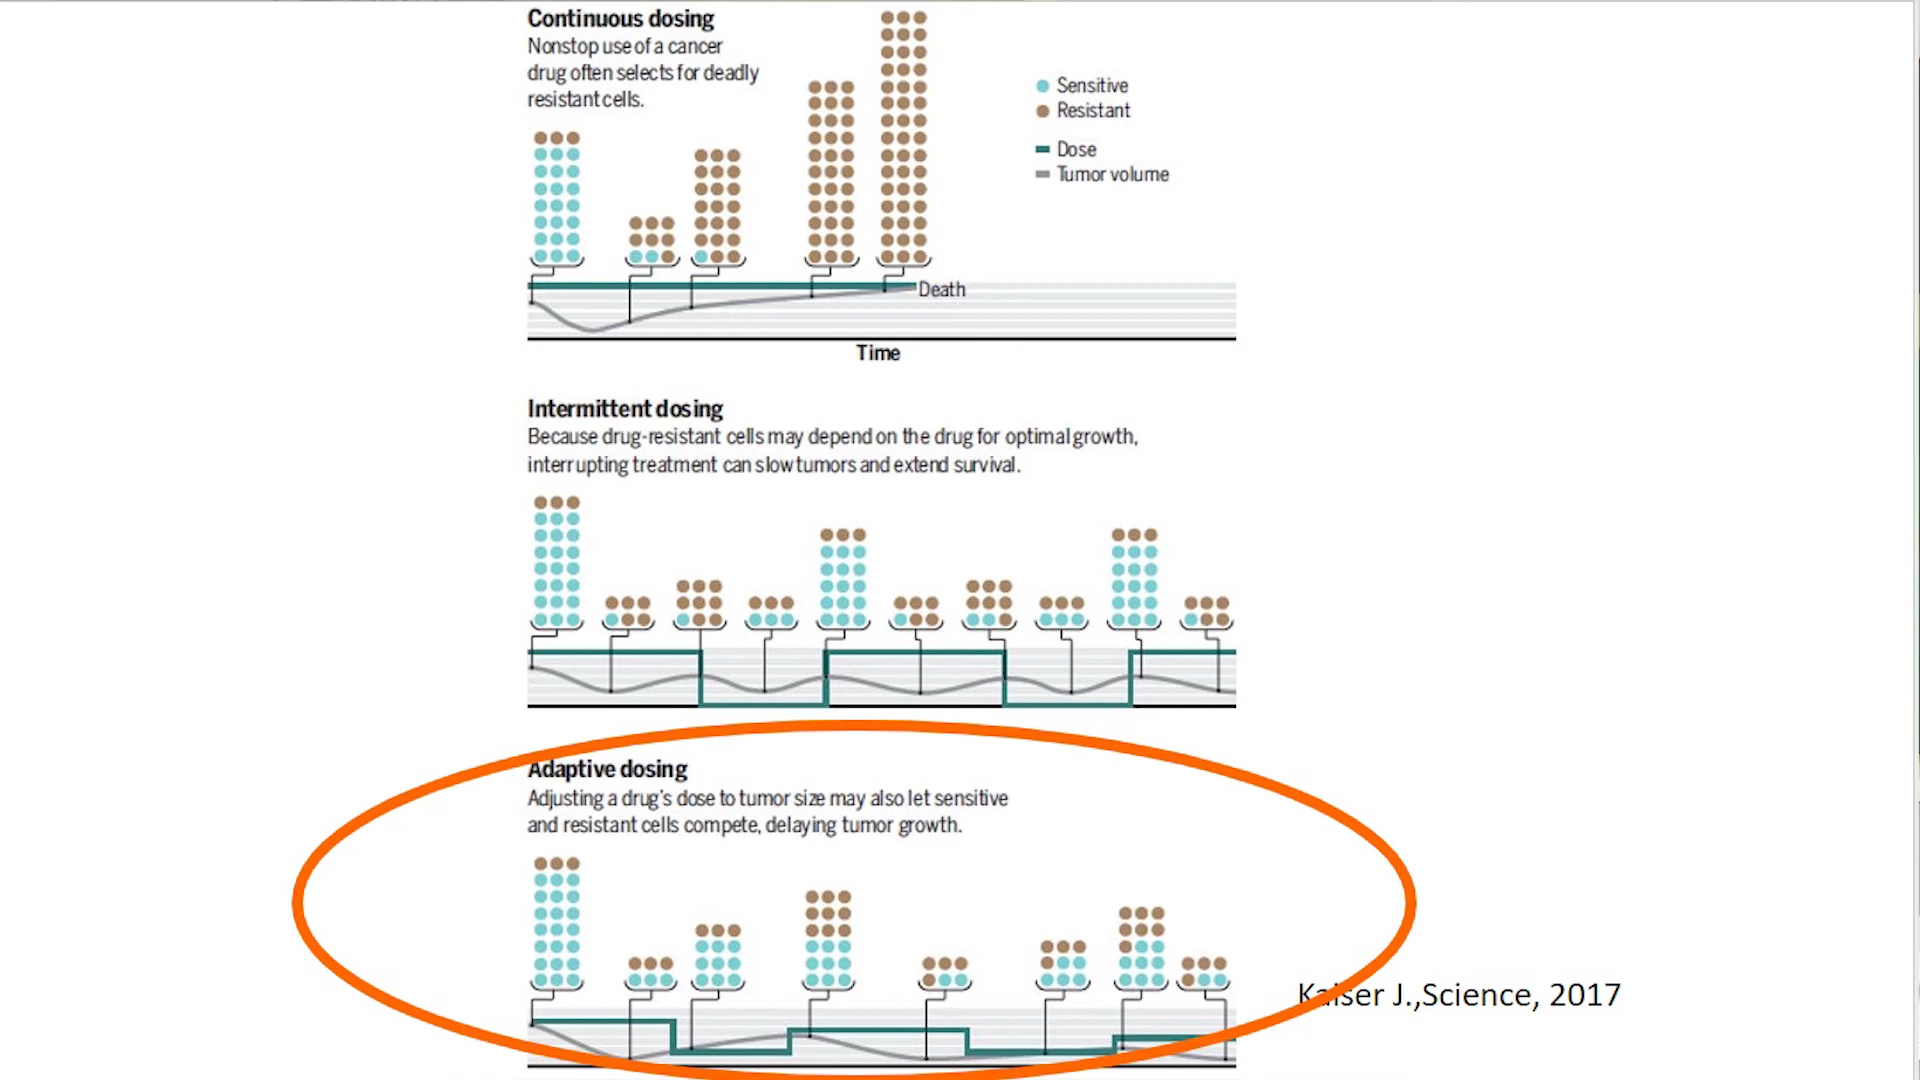 Continuous dosing
Nonstop use of a cancer
drug often selects for deadly
resistant cells.
Sensitive
Resistant
Dose
Tumor volume
Death
Time
Intermittent dosing
Because drug-resistant cells may depend on the drug for optimal growth,
interrupting treatment can slow tumors and extend survival.
Adaptive dosing
Adjusting a drug's dose to tumor size may also let sensitive
and resistant cells compete, delaying tumor growth.
Kaiser J.,Science, 2017